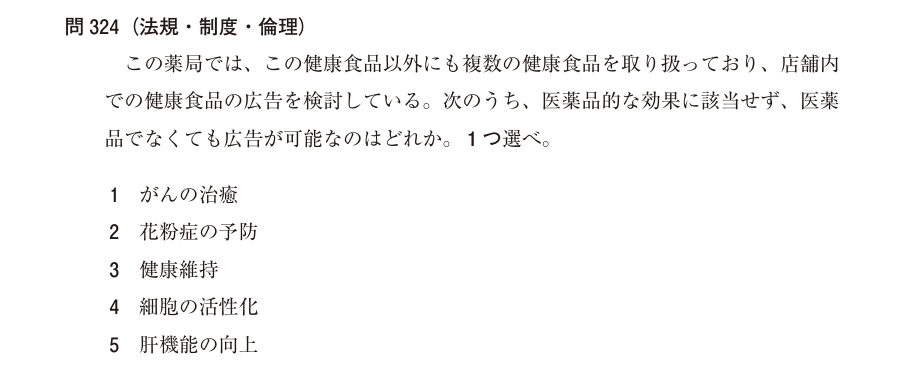 問 324（法規・制度・倫理）
この薬局では、この健康食品以外にも複数の健康食品を取り扱っており、店舗内
での健康食品の広告を検討している。次のうち、医薬品的な効果に該当せず、医薬
品でなくても広告が可能なのはどれか。1つ選べ。
1 がんの治癒
2 花粉症の予防
3 健康維持
4 細胞の活性化
5 肝機能の向上